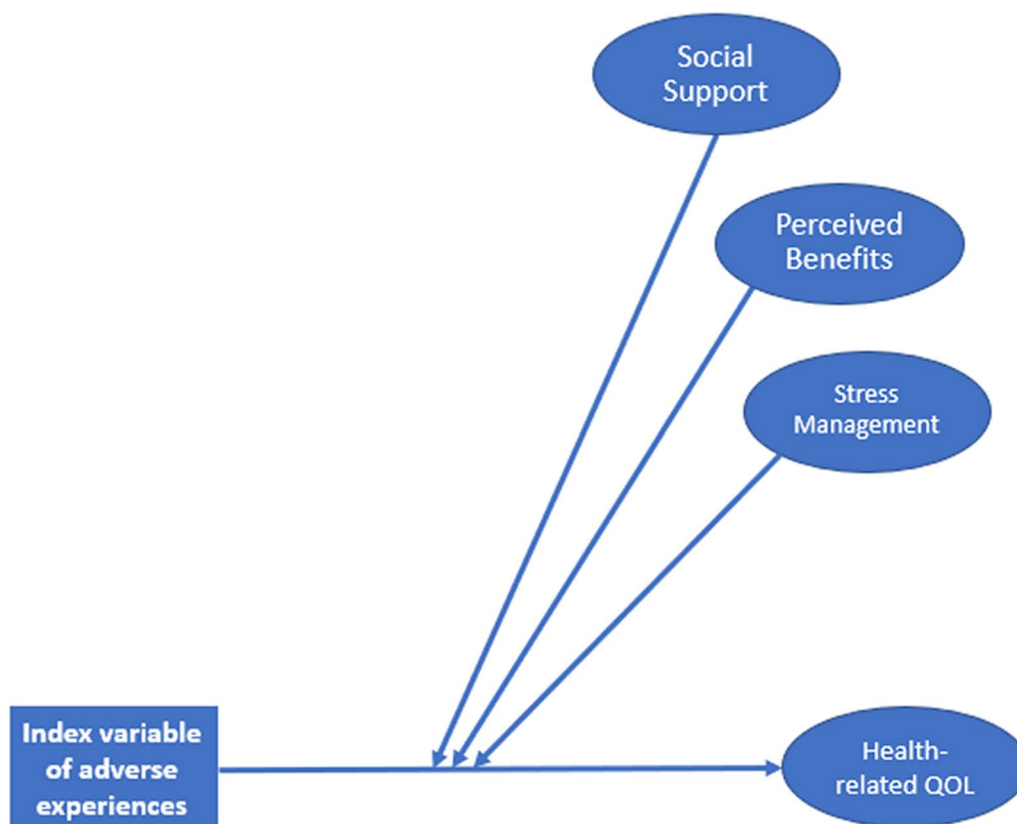 Social
Support
Perceived
Benefits
Stress
Management
Index variable
of adverse
experiences
Health-
related QOL